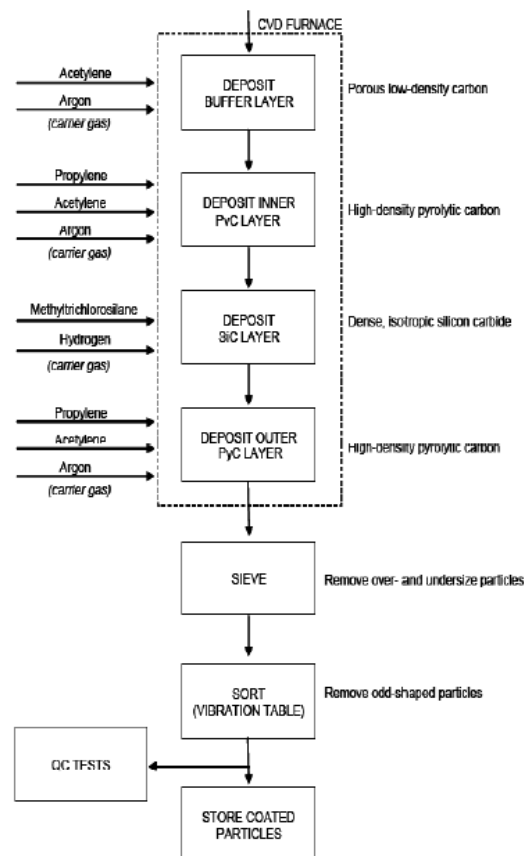 CVD FURNACE
Acetylene
Argon
(carrier gas)
DEPOSIT
BUFFER LAYER
Porous low-density carbon
Propylene
Acetylene
Argon
(carrier gas)
DEPOSIT INNER
PyC LAYER
High-density pyrolytic carbon
Methyltrichlorosilane
Hydrogen
(carrier gas)
DEPOSIT
SiC LAYER
Dense, isotropic silicon carbide
Propylene
Acetylene
Argon
(carrier gas)
DEPOSIT OUTER
PyC LAYER
High-density pyrolytic carbon
SIEVE
Remove over- and undersize particles
SORT
(VIBRATION TABLE)
Remove odd-shaped particles
QC TESTS
STORE COATED
PARTICLES